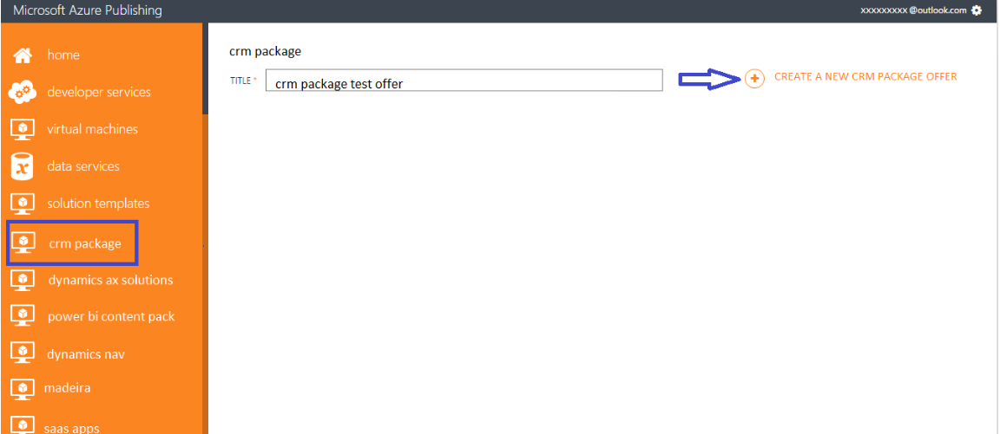 Microsoft Azure Publishing
xxxxxxxxx @outlook.com
home
developer services
virtual machines
data services
solution templates
crm package
dynamics ax solutions
power bi content pack
dynamics nav
madeira
saas apps
crm package
TITLE * crm package test offer
CREATE A NEW CRM PACKAGE OFFER